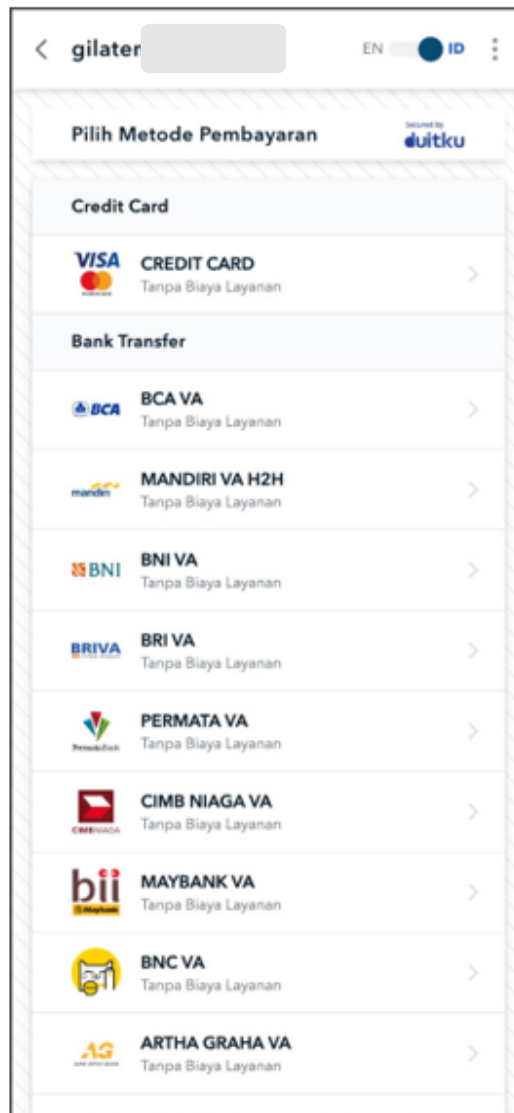 gilater
EN ID
Pilih Metode Pembayaran
Secured by
duitku
Credit Card
VISA
CREDIT CARD
Tanpa Biaya Layanan
Bank Transfer
BCA
BCA VA
Tanpa Biaya Layanan
mandiri
MANDIRI VA H2H
Tanpa Biaya Layanan
BNI
BNI VA
Tanpa Biaya Layanan
BRIVA
BRI VA
Tanpa Biaya Layanan
PermataBank
PERMATA VA
Tanpa Biaya Layanan
CIMBNIAGA
CIMB NIAGA VA
Tanpa Biaya Layanan
bii
Maybank
MAYBANK VA
Tanpa Biaya Layanan
BNC VA
Tanpa Biaya Layanan
AG
ARTHA GRAHA VA
Tanpa Biaya Layanan